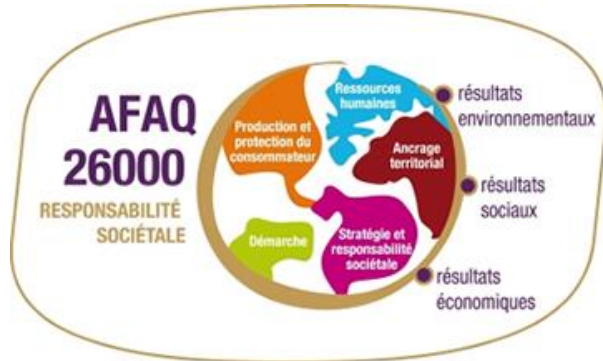 AFAQ
26000
RESPONSABILITÉ
SOCIÉTALE
Ressources
humaines
Production et
protection du
consommateur
Ancrage
territorial
Démarche
Stratégie et
responsabilité
sociétale
résultats
environnementaux
résultats
sociaux
résultats
économiques